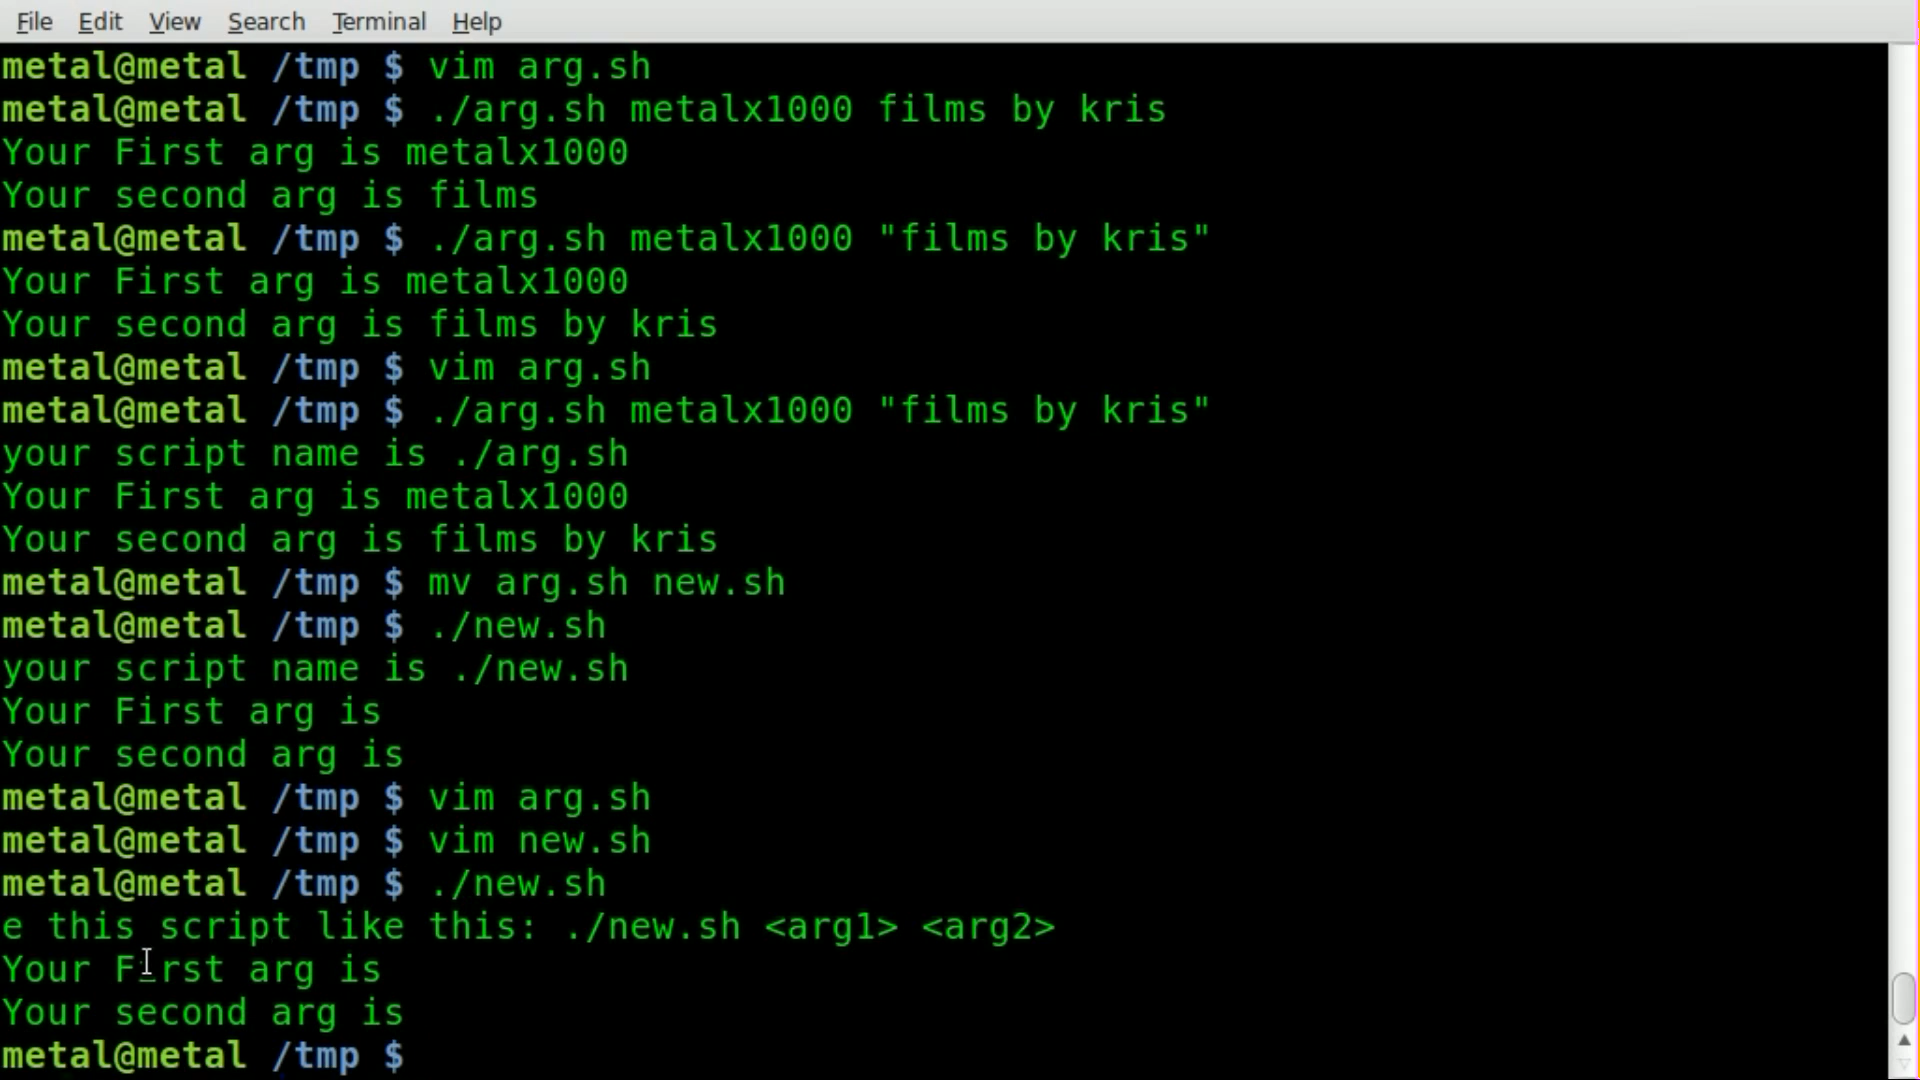 File Edit View Search Terminal Help
metal@metal /tmp $ vim arg.sh
metal@metal /tmp $ ./arg.sh metalx1000 films by kris
Your First arg is metalx1000
Your second arg is films
metal@metal /tmp $ ./arg.sh metalx1000 "films by kris"
Your First arg is metalx1000
Your second arg is films by kris
metal@metal /tmp $ vim arg.sh
metal@metal /tmp $ ./arg.sh metalx1000 "films by kris"
your script name is ./arg.sh
Your First arg is metalx1000
Your second arg is films by kris
metal@metal /tmp $ mv arg.sh new.sh
metal@metal /tmp $ ./new.sh
your script name is ./new.sh
Your First arg is
Your second arg is
metal@metal /tmp $ vim arg.sh
metal@metal /tmp $ vim new.sh
metal@metal /tmp $ ./new.sh
e this script like this: ./new.sh <arg1> <arg2>
Your First arg is
Your second arg is
metal@metal /tmp $